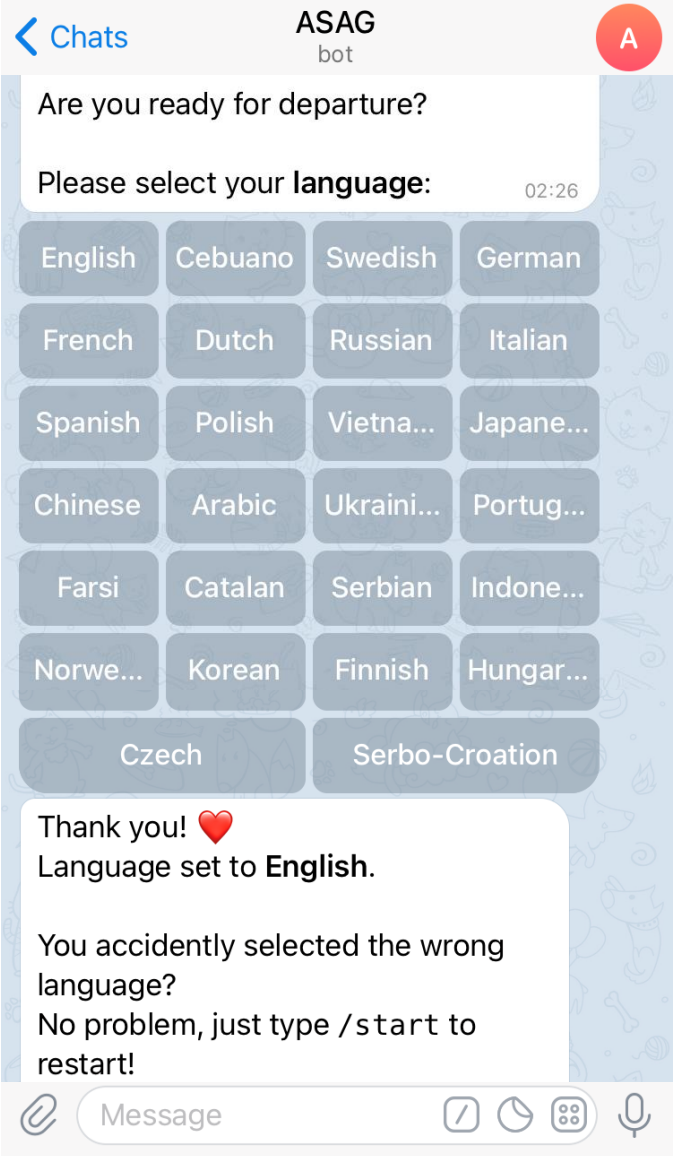 Chats
ASAG
bot
A
Are you ready for departure?
Please select your language:
02:26
English Cebuano Swedish German
French Dutch Russian Italian
Spanish Polish Vietna... Japane...
Chinese Arabic Ukraini... Portug...
Farsi Catalan Serbian Indone...
Norwe... Korean Finnish Hungar...
Czech Serbo-Croation
Thank you! ❤️
Language set to English.
You accidently selected the wrong
language?
No problem, just type /start to
restart!
Message